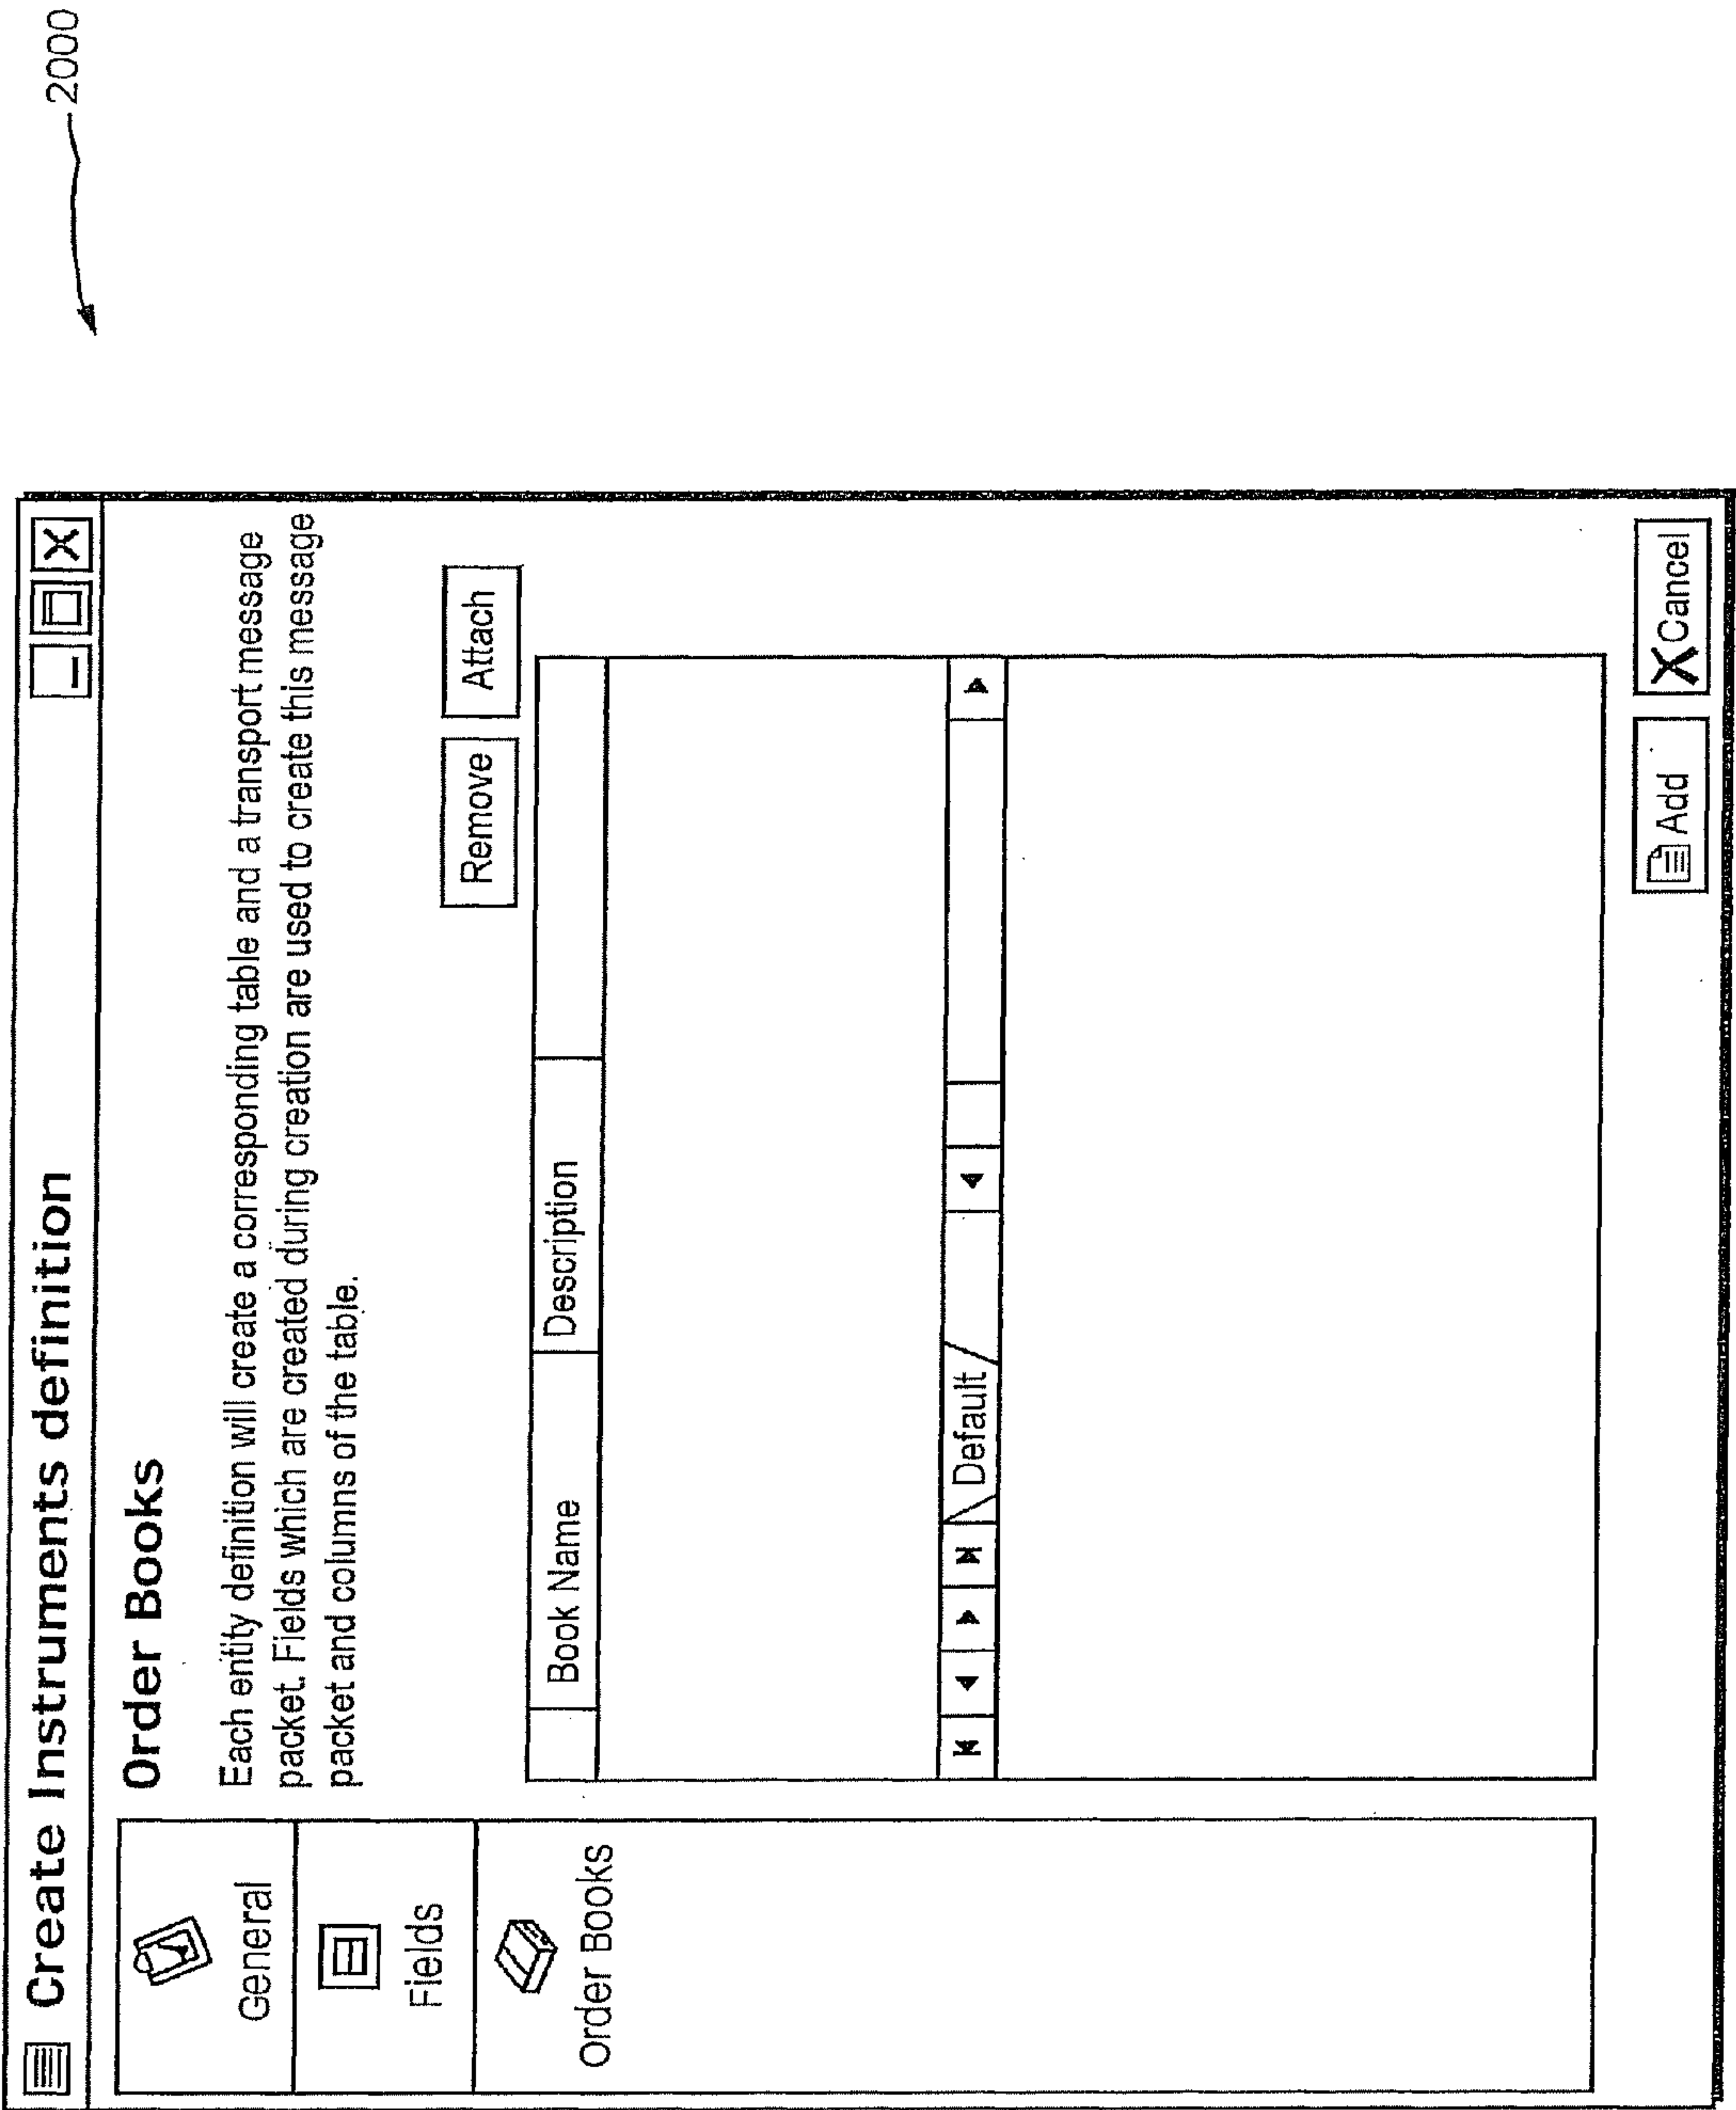 2000
Create Instruments definition
General
Fields
Order Books
Order Books
Each entity definition will create a corresponding table and a transport message
packet. Fields which are created during creation are used to create this message
packet and columns of the table.
Remove Attach
Book Name Description
Default
Add Cancel